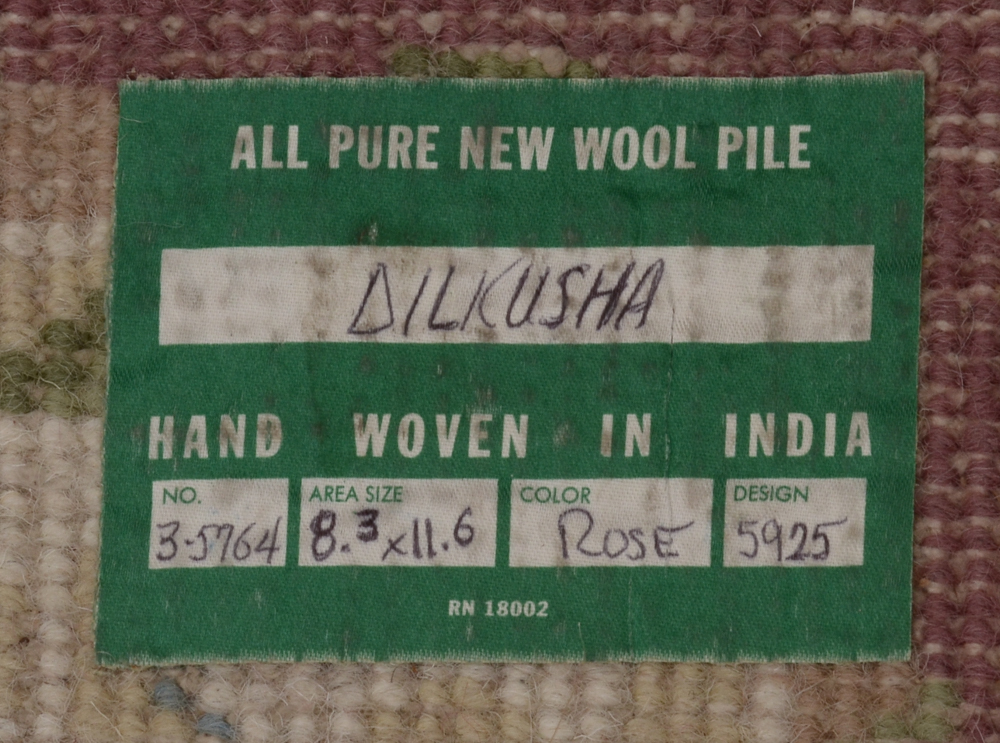 ALL PURE NEW WOOL PILE
DILKUSHA
HAND WOVEN IN INDIA
NO. AREA SIZE COLOR DESIGN
3-5764 8.3x11.6 ROSE 5925
RN 18002